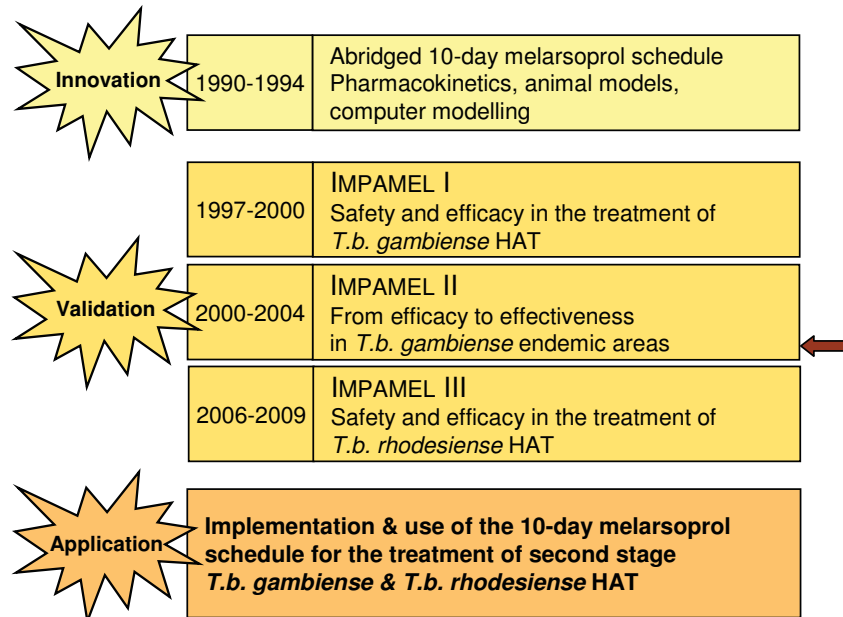 Innovation
1990-1994
Abridged 10-day melarsoprol schedule
Pharmacokinetics, animal models,
computer modelling
1997-2000
IMPAMEL I
Safety and efficacy in the treatment of
T.b. gambiense HAT
Validation
2000-2004
IMPAMEL II
From efficacy to effectiveness
in T.b. gambiense endemic areas
2006-2009
IMPAMEL III
Safety and efficacy in the treatment of
T.b. rhodesiense HAT
Application
Implementation & use of the 10-day melarsoprol
schedule for the treatment of second stage
T.b. gambiense & T.b. rhodesiense HAT